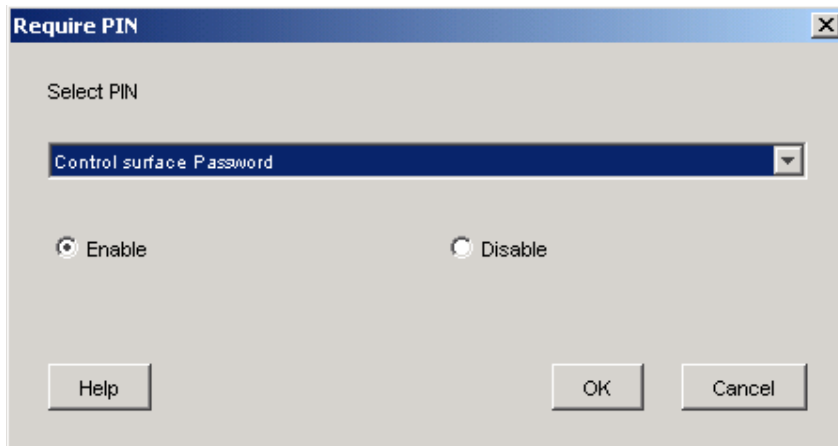 Require PIN
Select PIN
Control surface Password
Enable Disable
Help OK Cancel